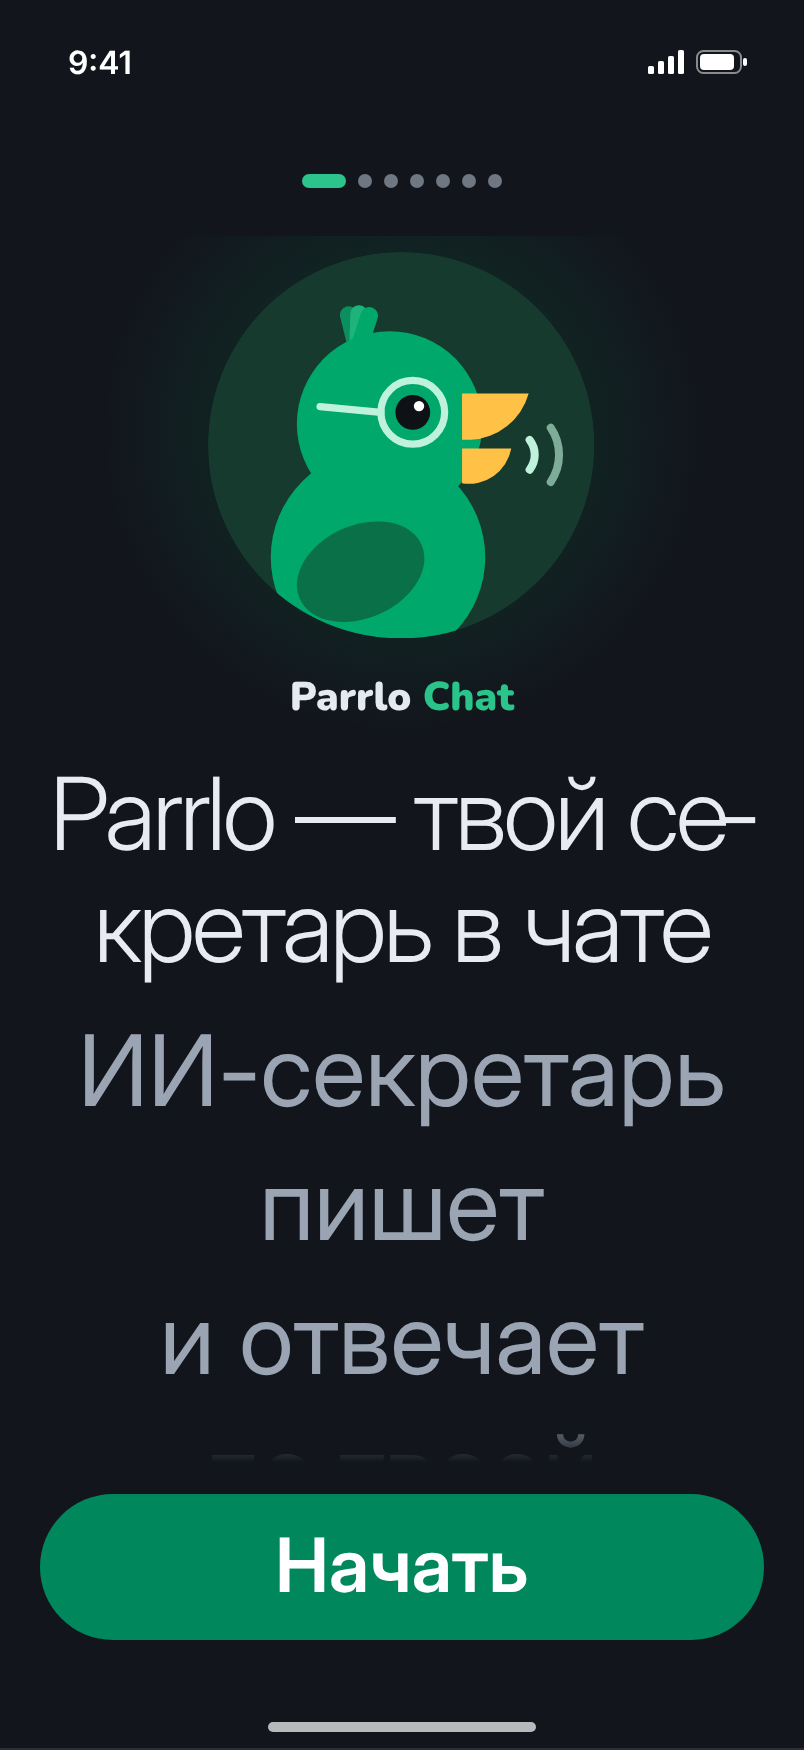 9:41
Parrlo Chat
Parrlo — твой се-
кретарь в чате
ИИ-секретарь
пишет
и отвечает
Начать